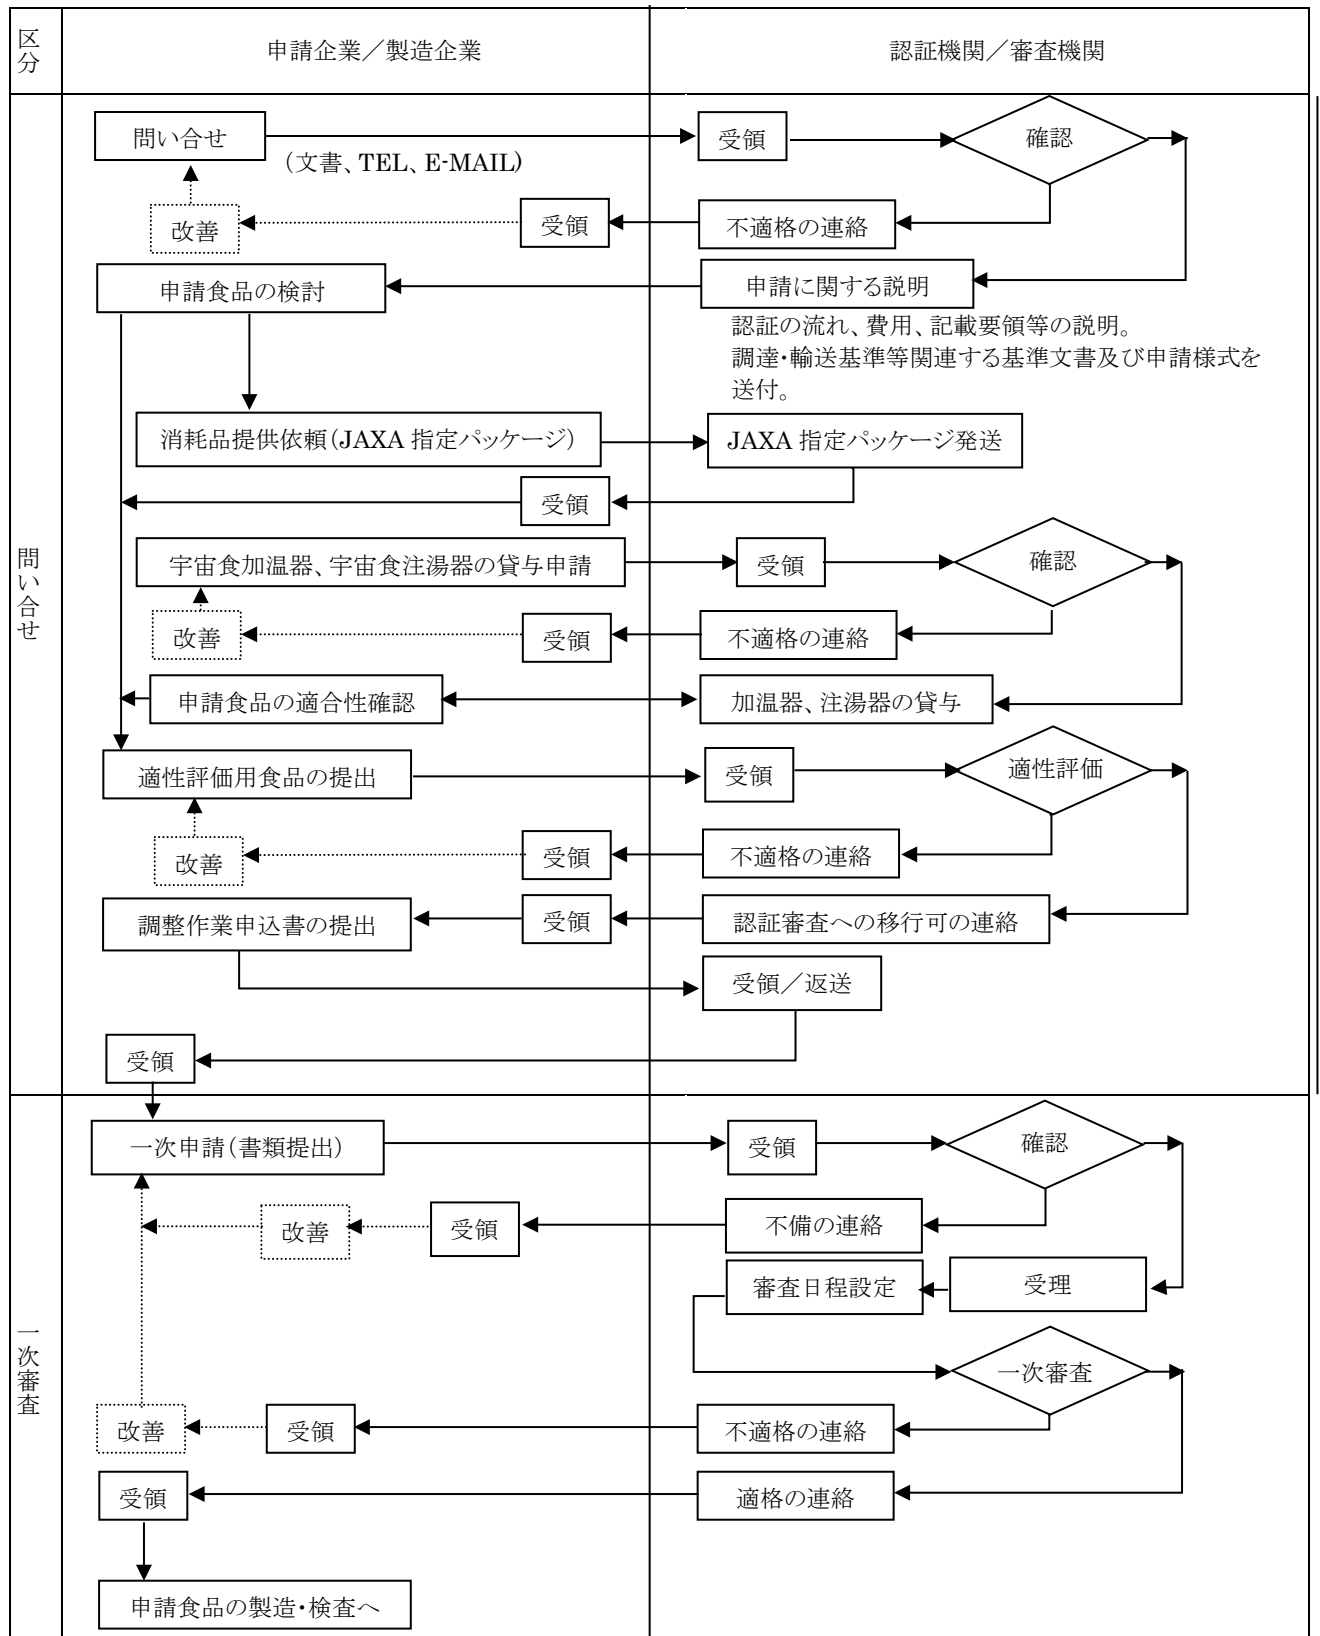 区分
申請企業／製造企業
認証機関／審査機関
問い合せ
問い合せ
(文書、TEL、E-MAIL)
受領
確認
改善
受領
不適格の連絡
申請食品の検討
申請に関する説明
認証の流れ、費用、記載要領等の説明。
調達・輸送基準等関連する基準文書及び申請様式を
送付。
消耗品提供依頼(JAXA 指定パッケージ)
JAXA 指定パッケージ発送
受領
宇宙食加温器、宇宙食注湯器の貸与申請
受領
確認
改善
受領
不適格の連絡
申請食品の適合性確認
加温器、注湯器の貸与
適性評価用食品の提出
受領
適性評価
改善
受領
不適格の連絡
調整作業申込書の提出
受領
認証審査への移行可の連絡
受領／返送
受領
一次審査
一次申請(書類提出)
受領
確認
改善
受領
不備の連絡
審査日程設定
受理
一次審査
改善
受領
不適格の連絡
受領
適格の連絡
申請食品の製造・検査へ